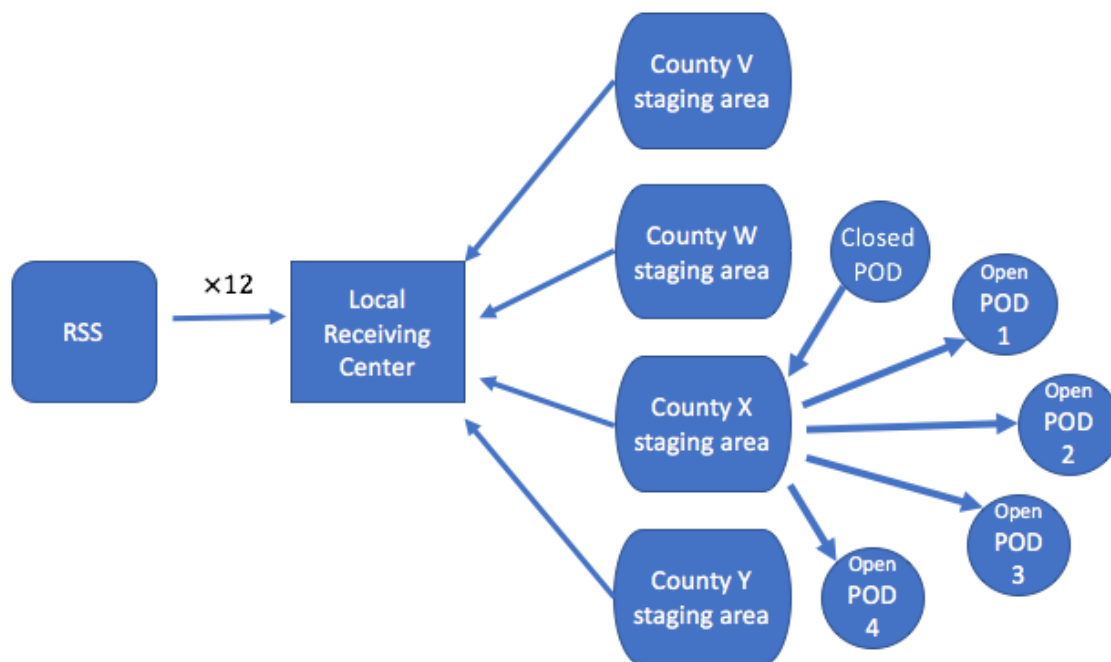 RSS
×12
Local
Receiving
Center
County V
staging area
County W
staging area
County X
staging area
County Y
staging area
Closed
POD
Open
POD
1
Open
POD
2
Open
POD
3
Open
POD
4